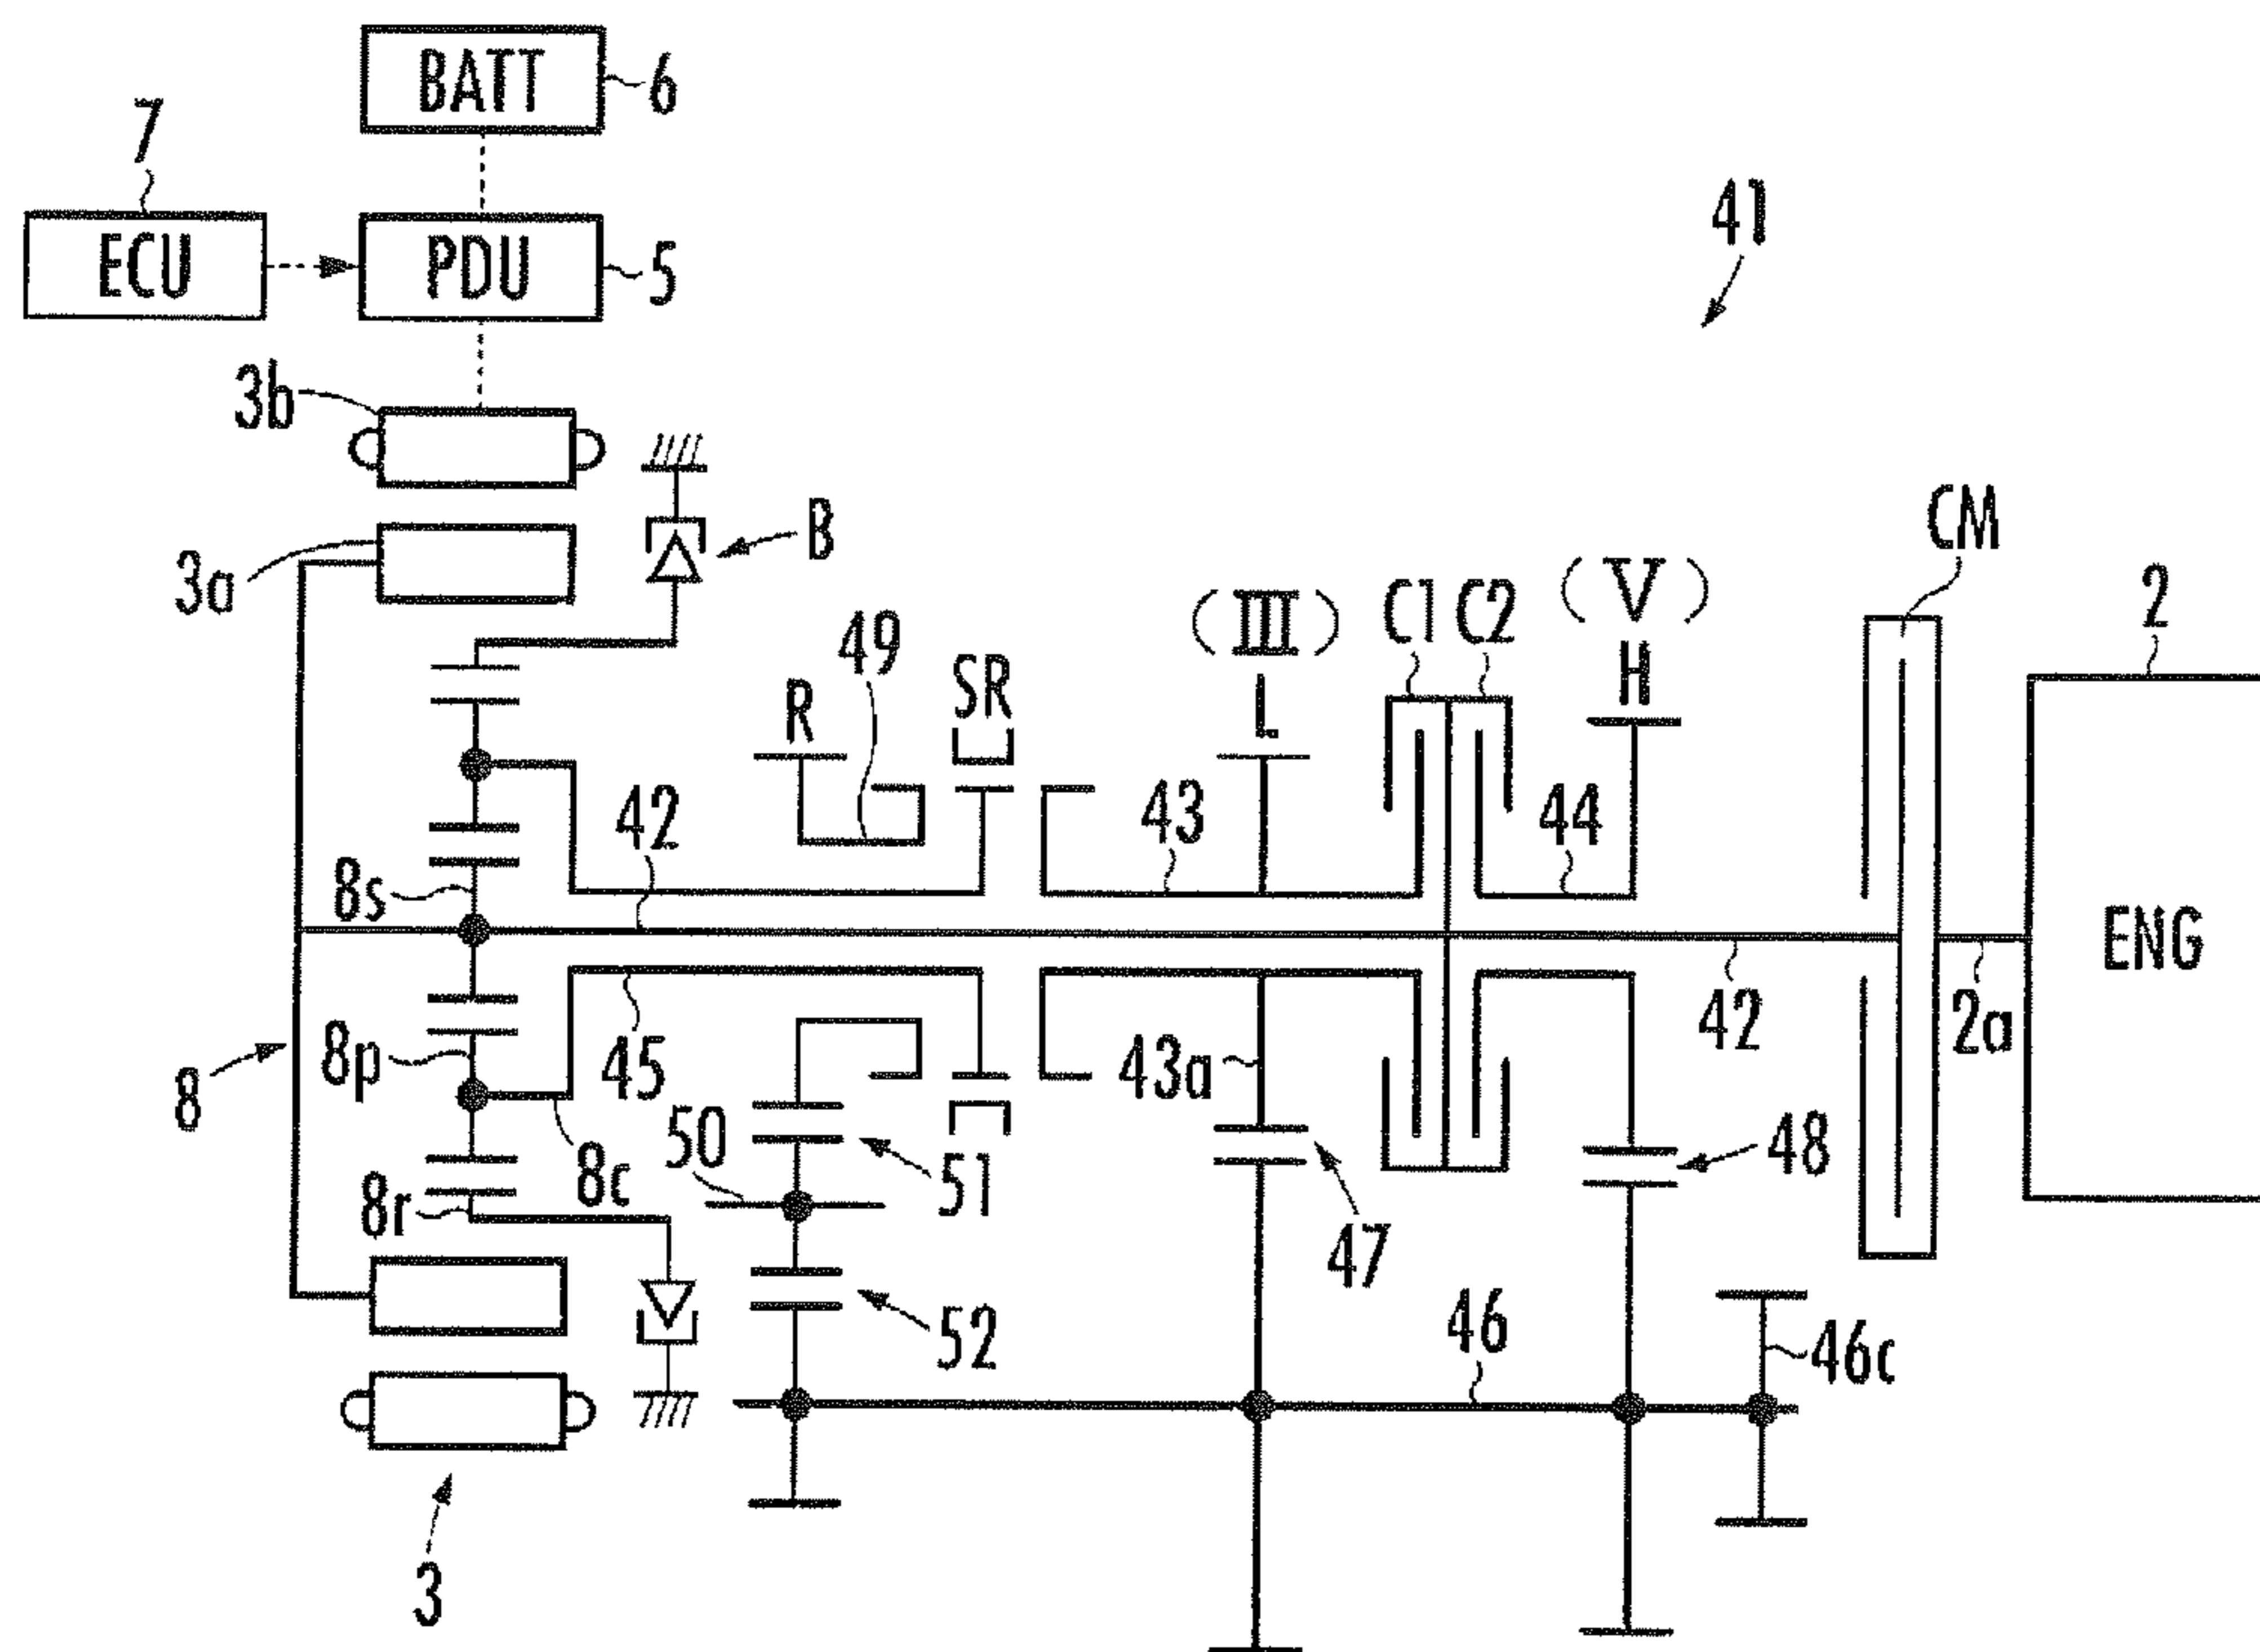 BATT 6
7
41
ECU PDU 5
3b
CM
B
3a
(III) C1 C2 (V) 2
49 SR H
R L
42 43 44
8s
ENG
8p 45 43a 42 2a
8
50 48
8c 51
8r 47
52 46 46c
3